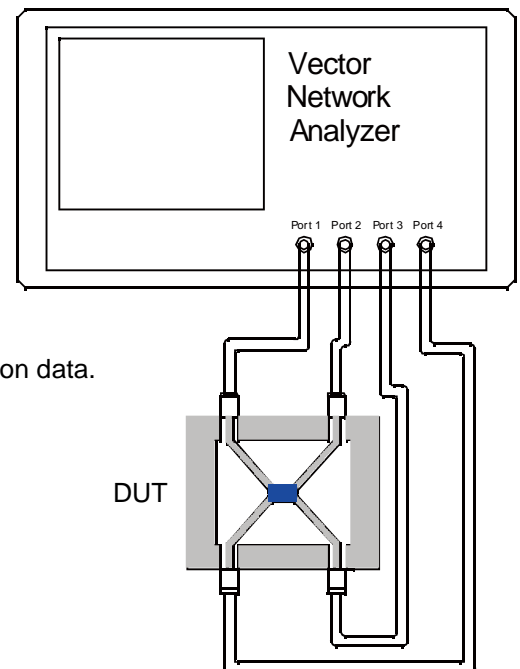 Vector
Network
Analyzer
Port 1 Port 2 Port 3 Port 4
on data.
DUT